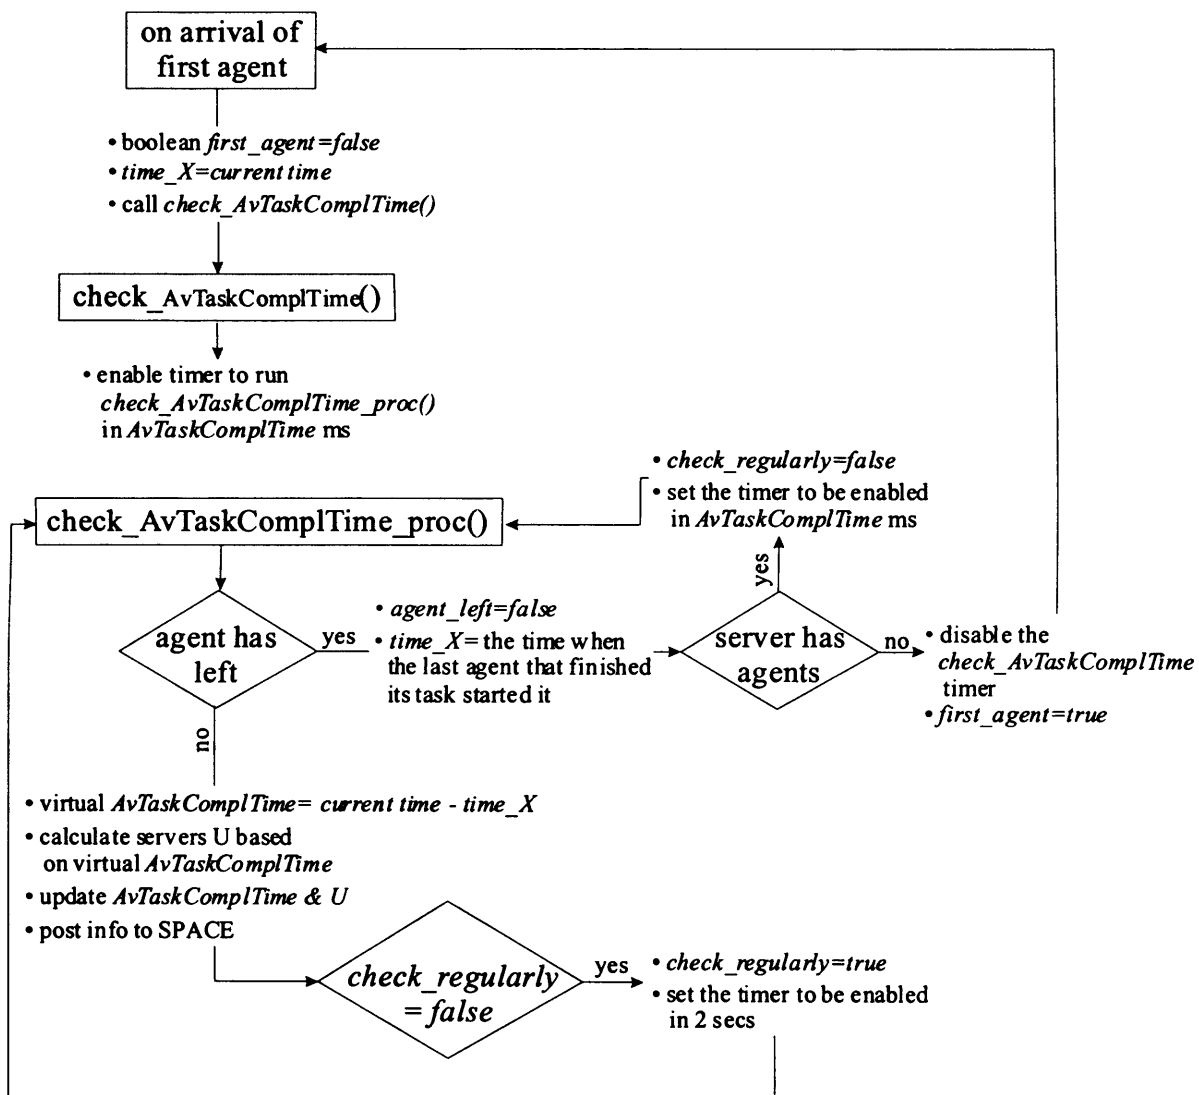 on arrival of
first agent
• boolean first_agent=false
• time_X=current time
• call check_AvTaskComplTime()
check_AvTaskComplTime()
• enable timer to run
check_AvTaskComplTime_proc()
in AvTaskComplTime ms
• check_regularly=false
• set the timer to be enabled
in AvTaskComplTime ms
check_AvTaskComplTime_proc()
yes
agent has
left
yes
• agent_left=false
• time_X= the time when
the last agent that finished
its task started it
server has
agents
no
• disable the
check_AvTaskComplTime
timer
• first_agent=true
no
• virtual AvTaskComplTime= current time - time_X
• calculate servers U based
on virtual AvTaskComplTime
• update AvTaskComplTime & U
• post info to SPACE
check_regularly
= false
yes
• check_regularly=true
• set the timer to be enabled
in 2 secs